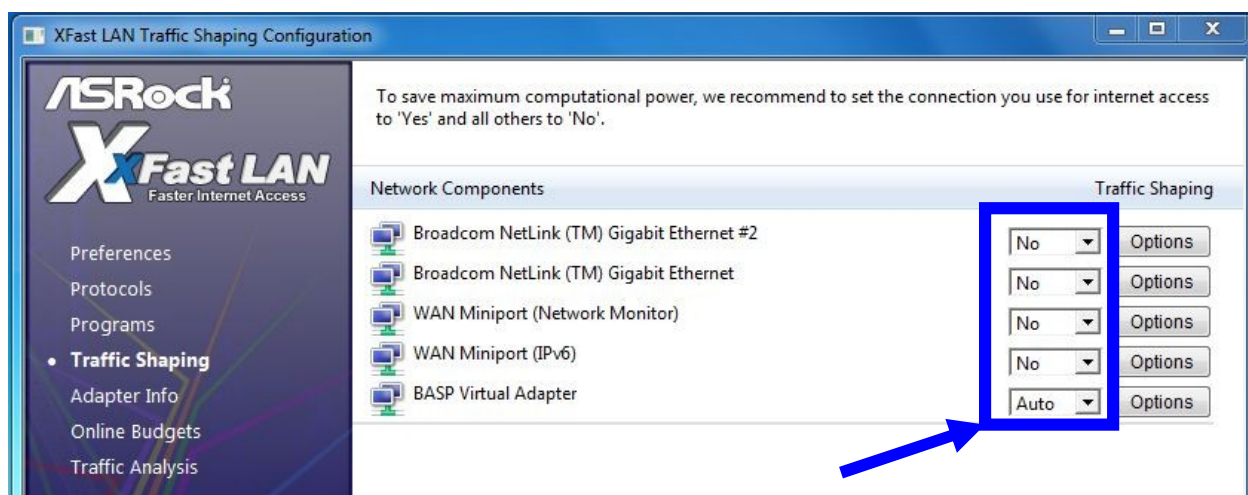 XFast LAN Traffic Shaping Configuration
ASRock
XFast LAN
Faster Internet Access
Preferences
Protocols
Programs
Traffic Shaping
Adapter Info
Online Budgets
Traffic Analysis
To save maximum computational power, we recommend to set the connection you use for internet access
to 'Yes' and all others to 'No'.
Network Components Traffic Shaping
Broadcom NetLink (TM) Gigabit Ethernet #2 No Options
Broadcom NetLink (TM) Gigabit Ethernet No Options
WAN Miniport (Network Monitor) No Options
WAN Miniport (IPv6) No Options
BASP Virtual Adapter Auto Options